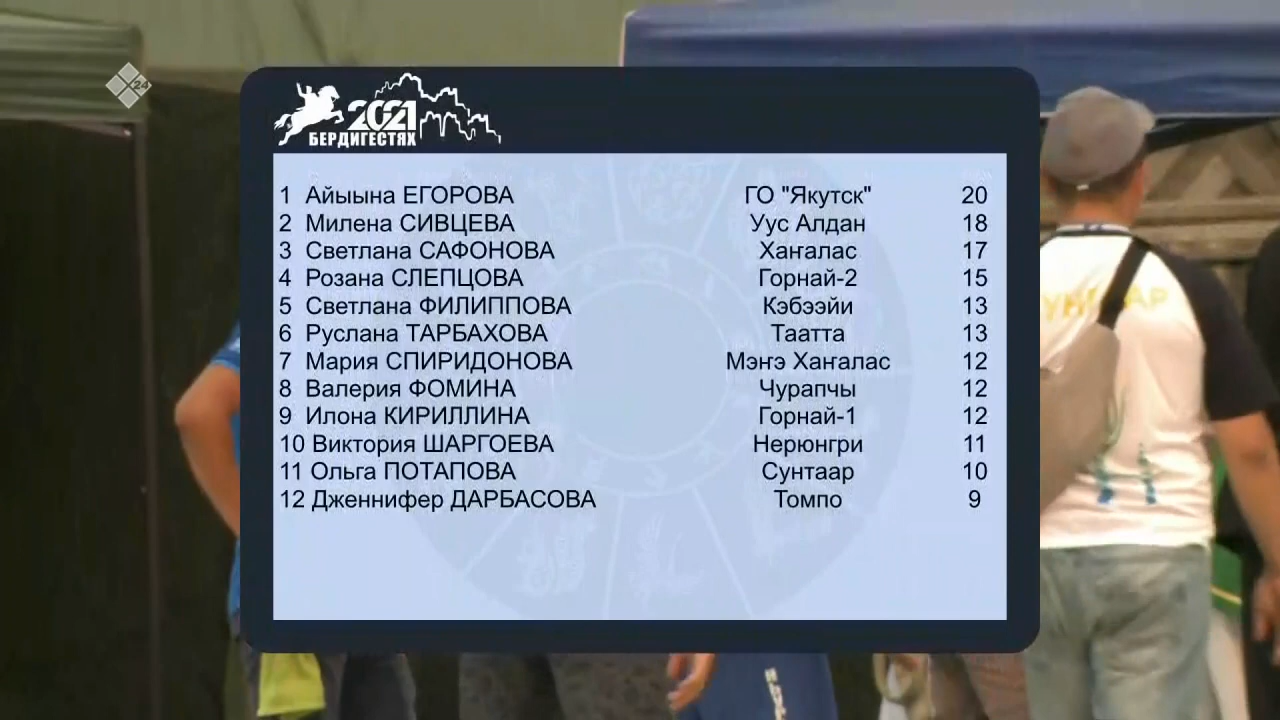 X24
2021
БЕРДИГЕСТЯХ
1 Айыына ЕГОРОВА ГО "Якутск" 20
2 Милена СИВЦЕВА Уус Алдан 18
3 Светлана САФОНОВА Хаҥалас 17
4 Розана СЛЕПЦОВА Горнай-2 15
5 Светлана ФИЛИППОВА Кэбээйи 13
6 Руслана ТАРБАХОВА Таатта 13
7 Мария СПИРИДОНОВА Мэҥэ Хаҥалас 12
8 Валерия ФОМИНА Чурапчы 12
9 Илона КИРИЛЛИНА Горнай-1 12
10 Виктория ШАРГОЕВА Нерюнгри 11
11 Ольга ПОТАПОВА Сунтаар 10
12 Дженнифер ДАРБАСОВА Томпо 9